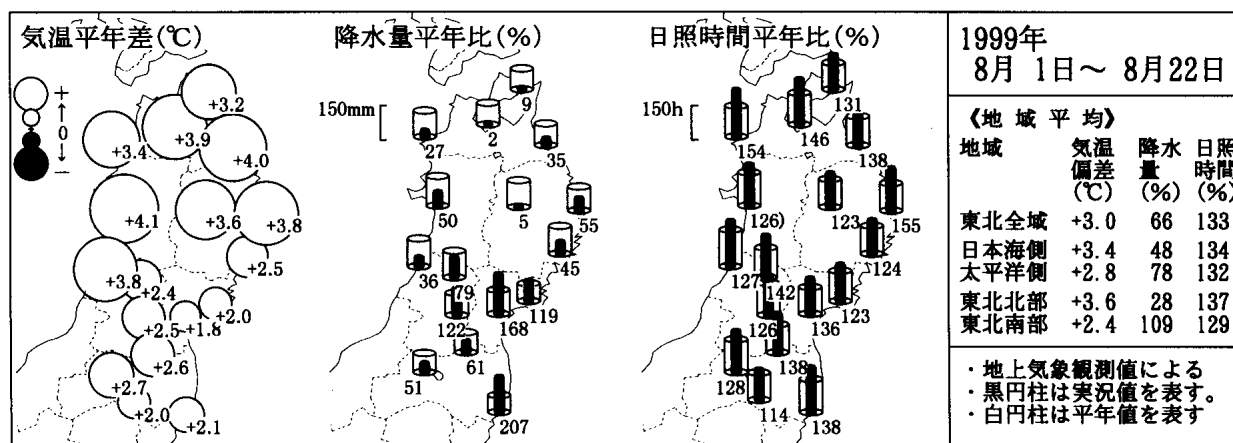 気温平年差(℃)
+
↑
0
↓
−
+3.2
+3.9
+3.4
+4.0
+4.1
+3.6
+3.8
+2.5
+3.8
+2.4
+2.0
+1.8
+2.5
+2.6
+2.7
+2.0
+2.1
降水量平年比(%)
150mm
9
2
27
35
50
5
55
45
36
79
119
168
122
61
51
207
日照時間平年比(%)
150h
131
146
154
138
126)
123
155
124
127
142
123
136
126
138
128
114
138
1999年
8月 1日～ 8月22日
《地域平均》
地域 気温 降水 日照
偏差 量 時間
(℃) (%) (%)
東北全域 +3.0 66 133
日本海側 +3.4 48 134
太平洋側 +2.8 78 132
東北北部 +3.6 28 137
東北南部 +2.4 109 129
・地上気象観測値による
・黒円柱は実況値を表す。
・白円柱は平年値を表す